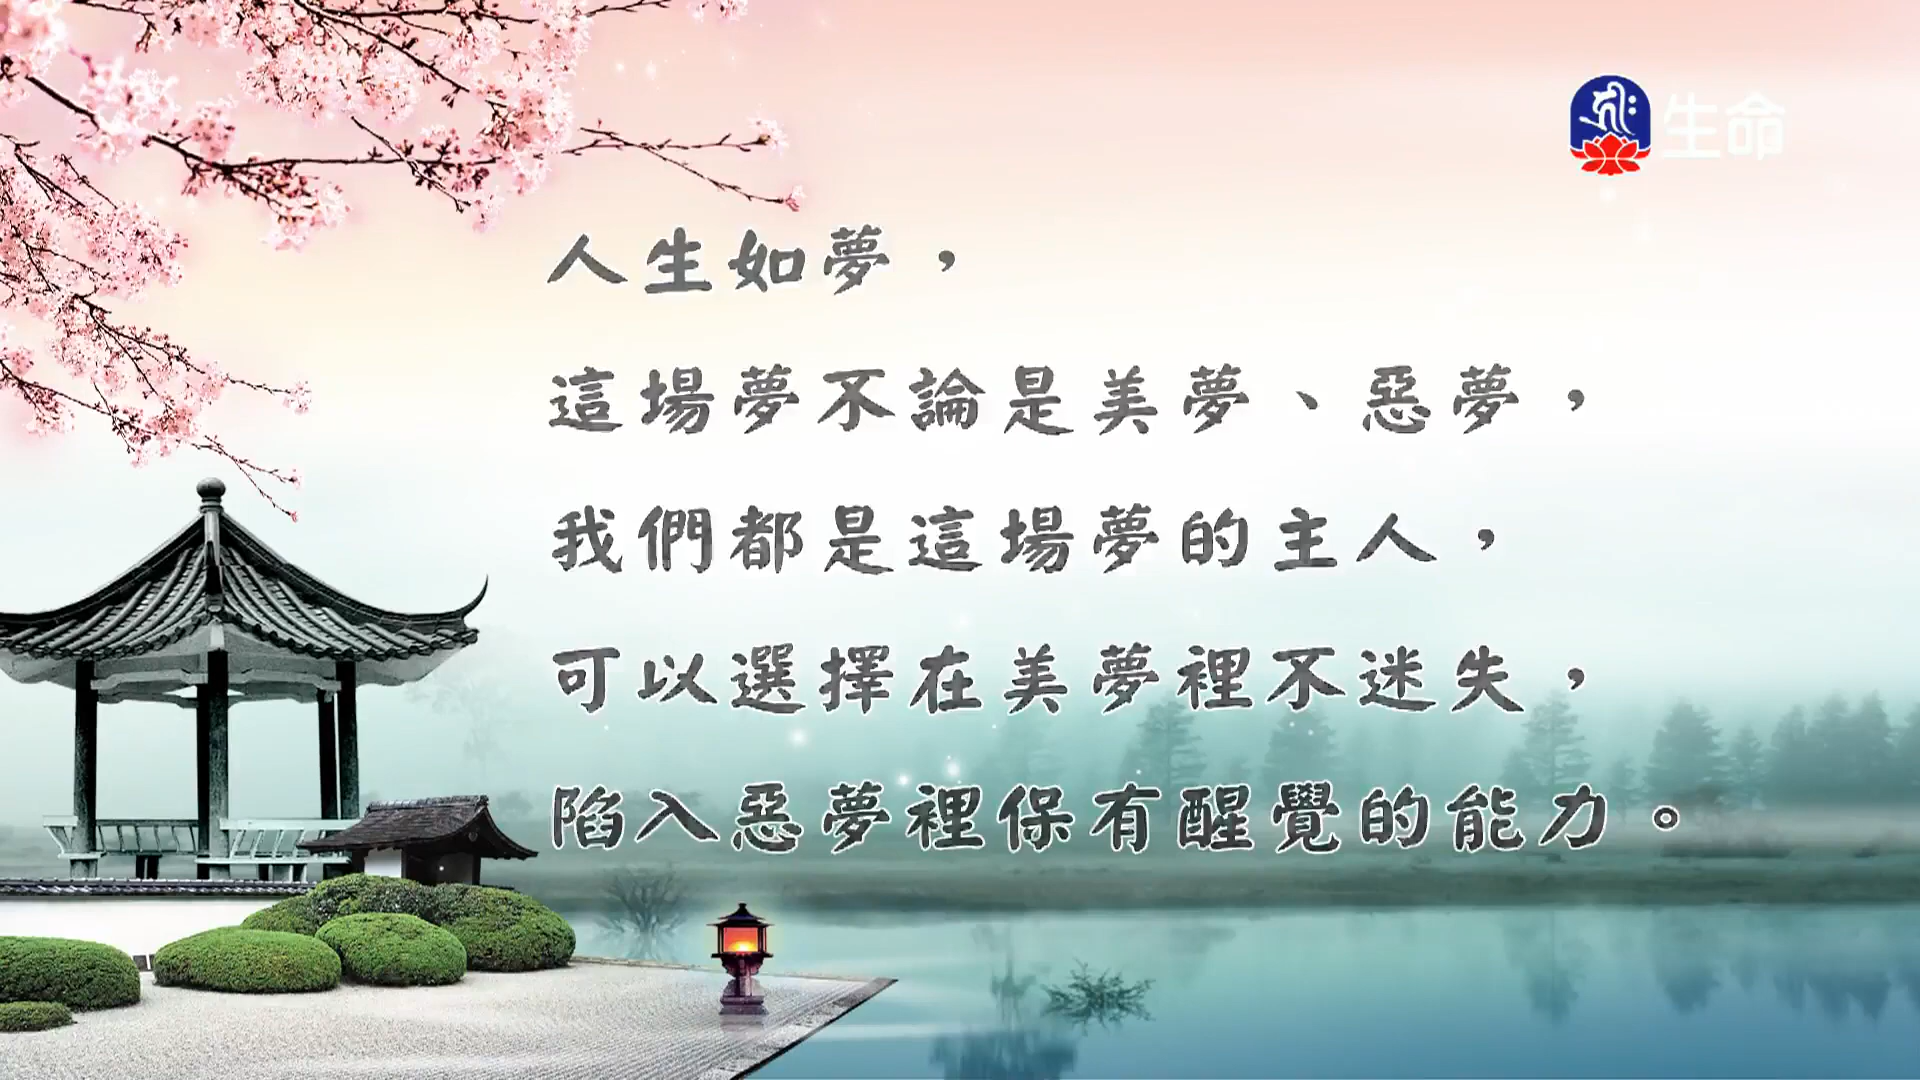 生命
人生如夢，
這場夢不論是美夢、惡夢，
我們都是這場夢的主人，
可以選擇在美夢裡不迷失，
陷入惡夢裡保有醒覺的能力。